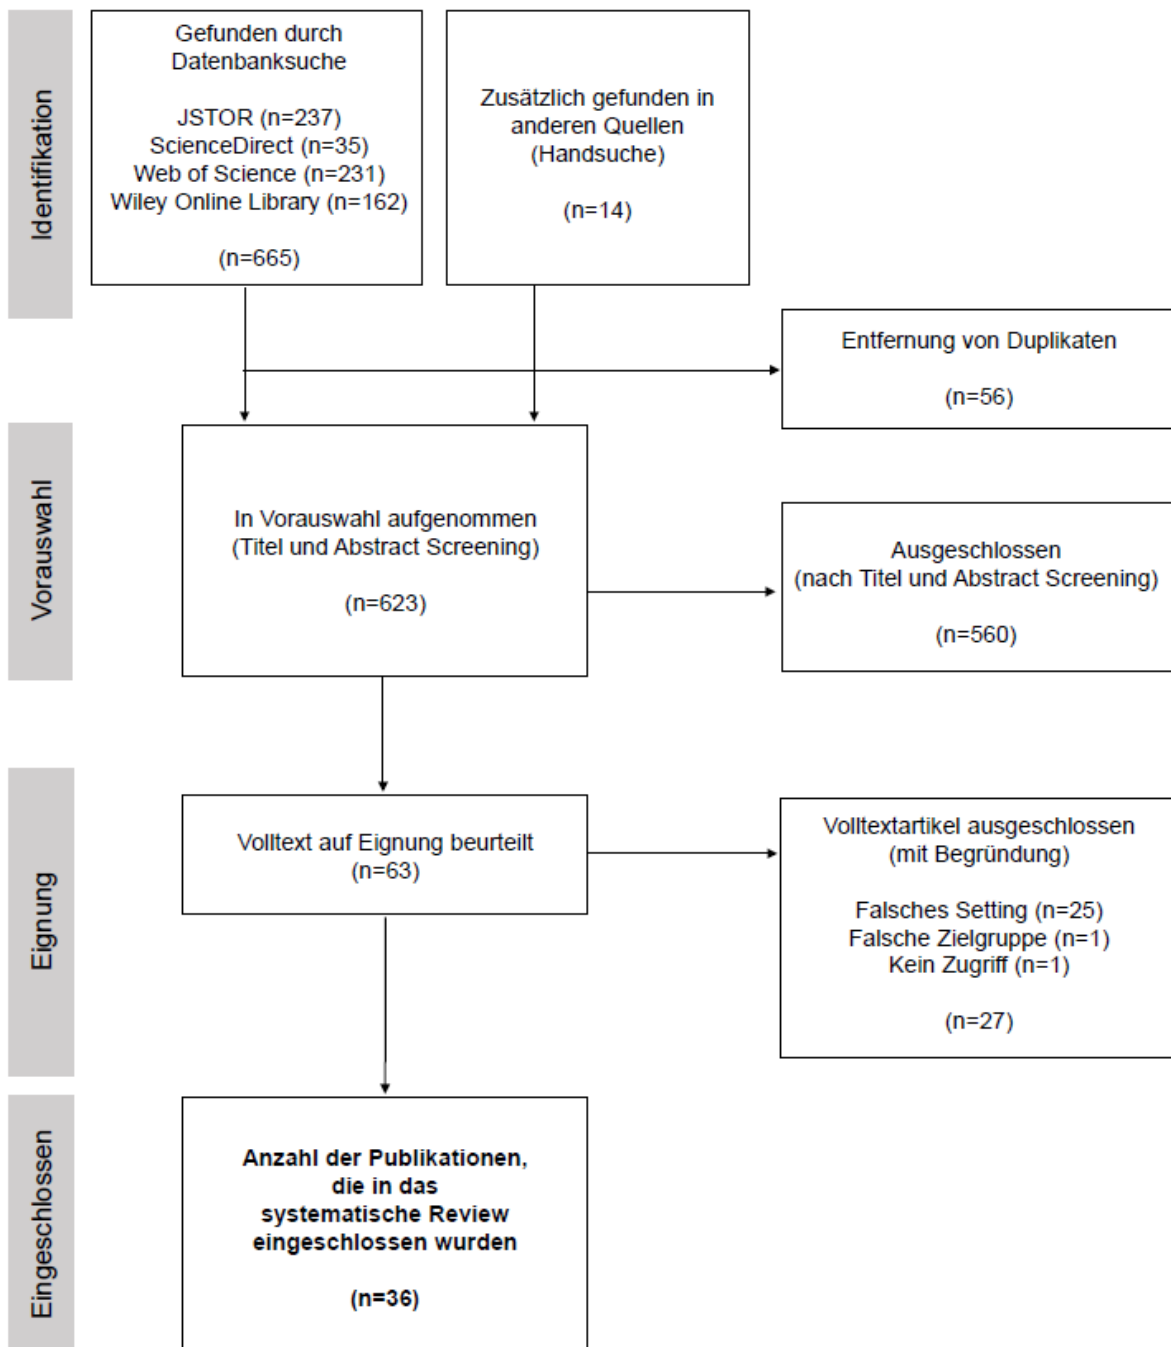 Identifikation
Gefunden durch
Datenbanksuche
JSTOR (n=237)
ScienceDirect (n=35)
Web of Science (n=231)
Wiley Online Library (n=162)
(n=665)
Zusätzlich gefunden in
anderen Quellen
(Handsuche)
(n=14)
Entfernung von Duplikaten
(n=56)
Vorauswahl
In Vorauswahl aufgenommen
(Titel und Abstract Screening)
(n=623)
Ausgeschlossen
(nach Titel und Abstract Screening)
(n=560)
Eignung
Volltext auf Eignung beurteilt
(n=63)
Volltextartikel ausgeschlossen
(mit Begründung)
Falsches Setting (n=25)
Falsche Zielgruppe (n=1)
Kein Zugriff (n=1)
(n=27)
Eingeschlossen
Anzahl der Publikationen,
die in das
systematische Review
eingeschlossen wurden
(n=36)